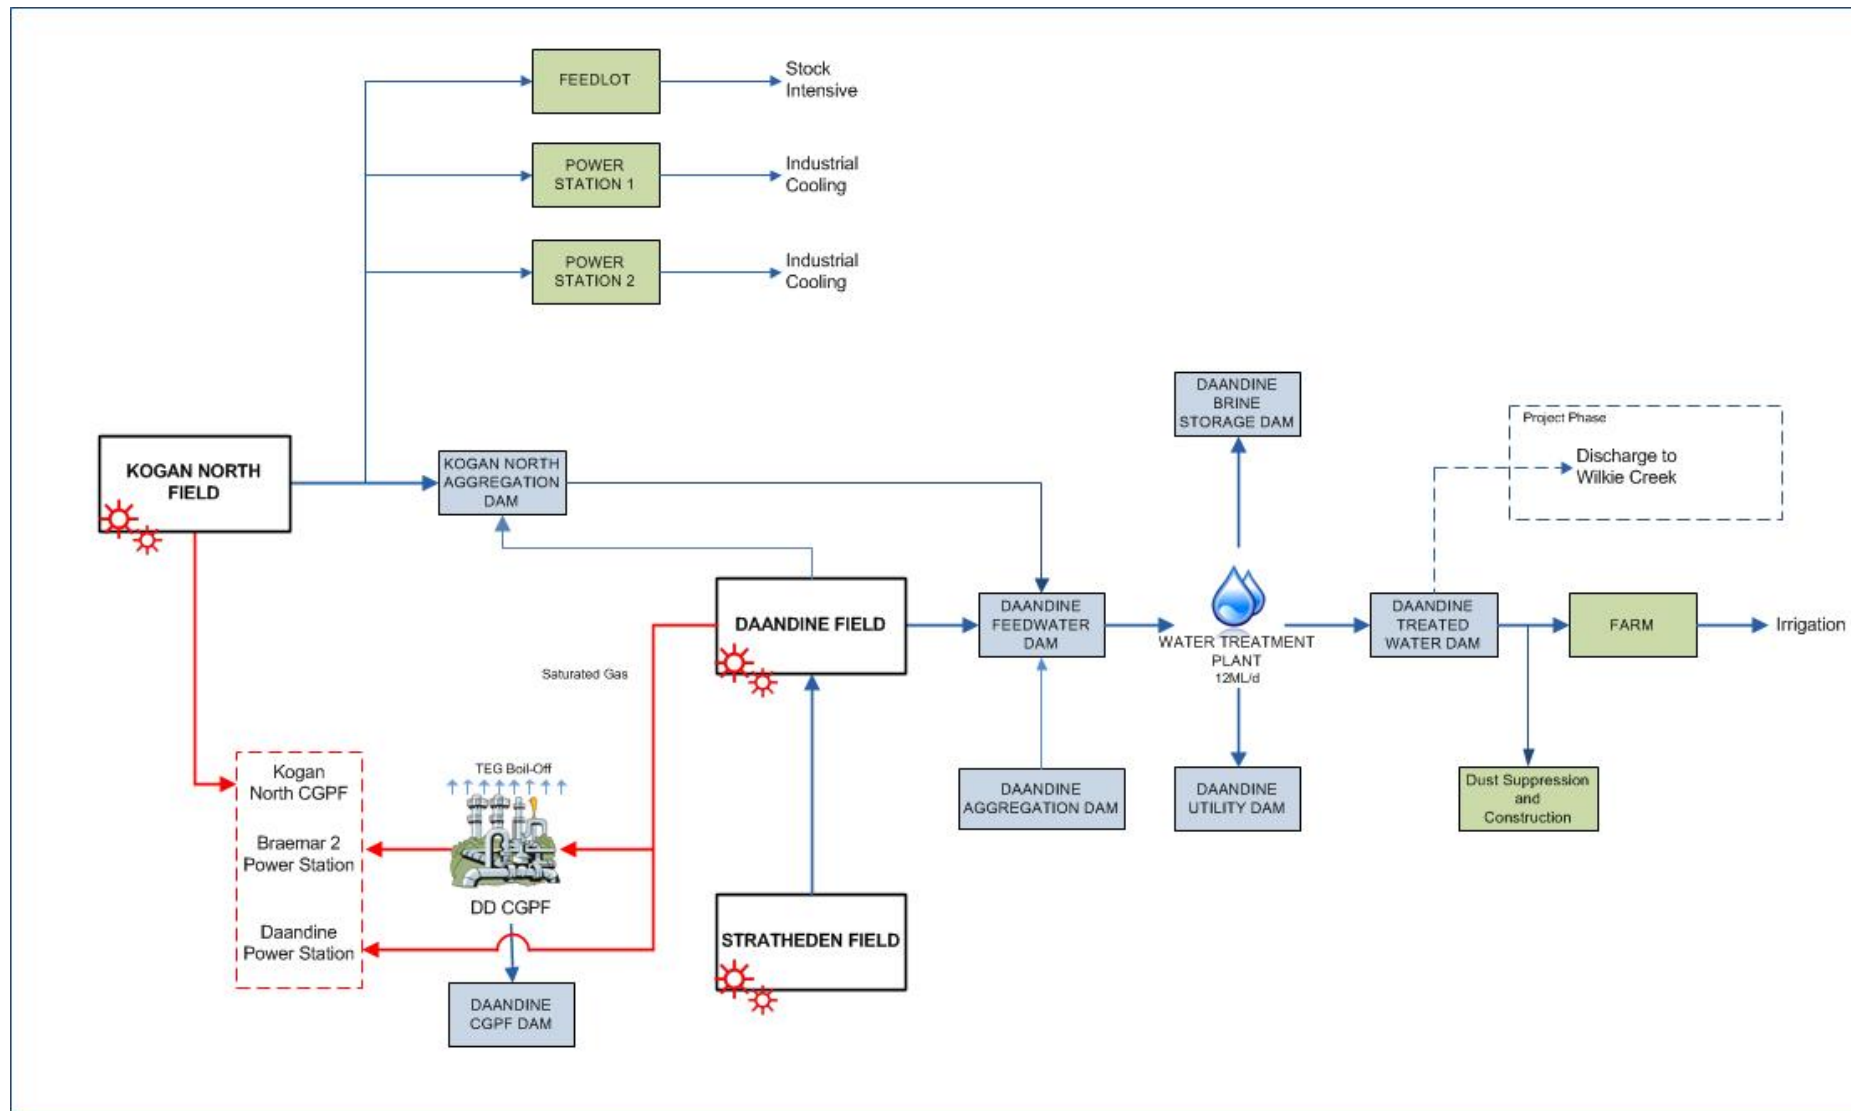 FEEDLOT
Stock
Intensive
POWER
STATION 1
Industrial
Cooling
POWER
STATION 2
Industrial
Cooling
DAANDINE
BRINE
STORAGE DAM
Project Phase
Discharge to
Wilkie Creek
KOGAN NORTH
FIELD
KOGAN NORTH
AGGREGATION
DAM
DAANDINE FIELD
DAANDINE
FEEDWATER
DAM
WATER TREATMENT
PLANT
12ML/d
DAANDINE
TREATED
WATER DAM
FARM
Irrigation
Saturated Gas
Kogan
North CGPF
Braemar 2
Power Station
Daandine
Power Station
TEG Boil-Off
DD CGPF
DAANDINE
AGGREGATION DAM
DAANDINE
UTILITY DAM
Dust Suppression
and
Construction
STRATHEDEN FIELD
DAANDINE
CGPF DAM